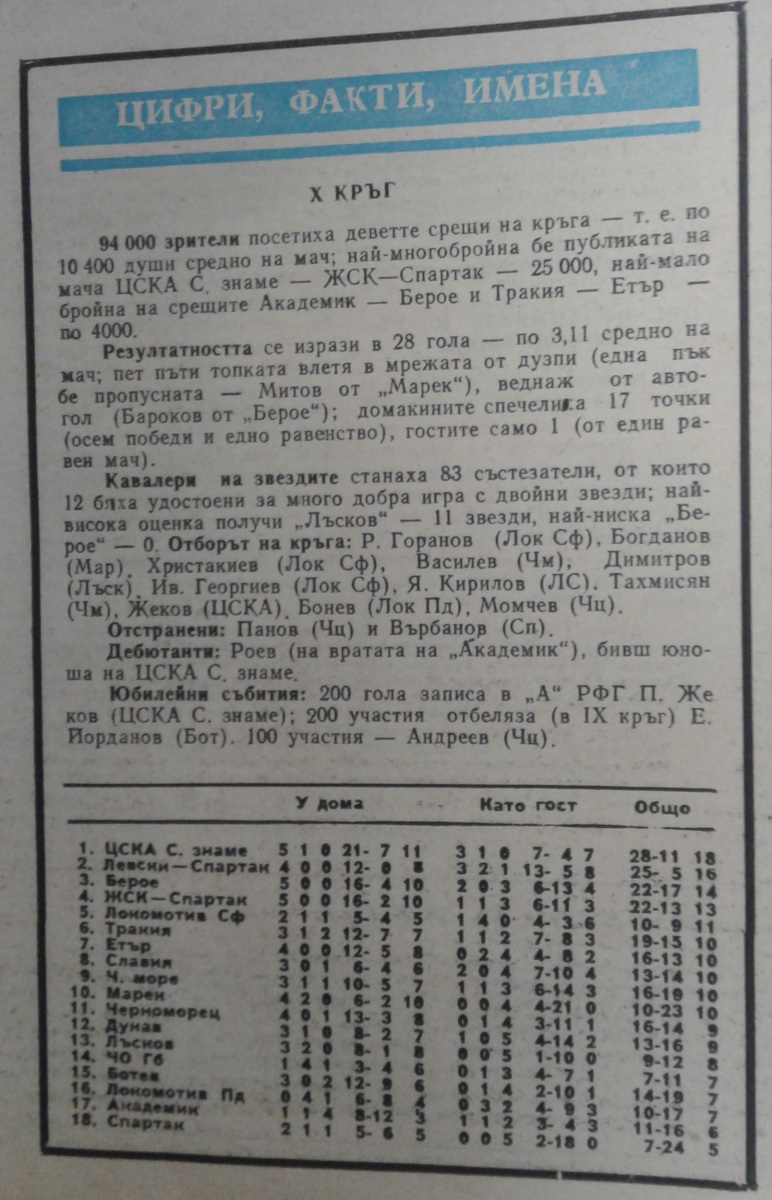 ЦИФРИ, ФАКТИ, ИМЕНА
X КРЪГ
94 000 зрители посетиха деветте срещи на кръга — т. е. по
10 400 души средно на мач; най-многобройна бе публиката на
мача ЦСКА С. знаме — ЖСК—Спартак — 25 000, най-мало
бройна на срещите Академик — Берое и Тракия — Етър —
по 4000.
Резултатността се изрази в 28 гола — по 3,11 средно на
мач; пет пъти топката влетя в мрежата от дузпи (една пък
бе пропусната — Митов от „Марек“), веднаж от авто-
гол (Бароков от „Берое“); домакините спечелиха 17 точки
(осем победи и едно равенство), гостите само 1 (от един ра-
вен мач).
Кавалери на звездите станаха 83 състезатели, от които
12 бяха удостоени за много добра игра с двойни звезди; най-
висока оценка получи „Лъсков“ — 11 звезди, най-ниска „Бе-
рое“ — 0. Отборът на кръга: Р. Горанов (Лок Сф), Богданов
(Мар), Христакиев (Лок Сф), Василев (Чм), Димитров
(Лъск), Ив. Георгиев (Лок Сф), Я. Кирилов (ЛС), Тахмисян
(Чм), Жеков (ЦСКА), Бонев (Лок Пд), Момчев (Чц).
Отстранени: Панов (Чц) и Върбанов (Сп).
Дебютанти: Роев (на вратата на „Академик“), бивш юно-
ша на ЦСКА С. знаме.
Юбилейни събития: 200 гола записа в „А“ РФГ П. Же
ков (ЦСКА С. знаме); 200 участия отбеляза (в IX кръг) Е.
Йорданов (Бот). 100 участия — Андреев (Чц).
У дома Като гост Общо
1. ЦСКА С. знаме 5 1 0 21- 7 11 3 1 0 7- 4 7 28-11 18
2. Левски—Спартак 4 0 0 12- 0 8 3 2 1 13- 5 8 25- 5 16
3. Берое 5 0 0 16- 4 10 2 0 3 6-13 4 22-17 14
4. ЖСК—Спартак 5 0 0 16- 2 10 1 1 3 6-11 3 22-13 13
5. Локомотив Сф 2 1 1 5- 4 5 1 4 0 4- 3 6 10- 9 11
6. Тракия 3 1 2 12- 7 7 1 1 2 7- 8 3 19-15 10
7. Етър 4 0 0 12- 5 8 0 2 4 4- 8 2 16-13 10
8. Славия 3 0 1 6- 4 6 2 0 4 7-10 4 13-14 10
9. Ч. море 3 1 1 10- 5 7 1 1 3 6-14 3 16-19 10
10. Марек 4 2 0 6- 2 10 0 0 4 4-21 0 10-23 10
11. Черноморец 4 0 1 13- 3 8 0 1 4 3-11 1 16-14 9
12. Дунав 3 1 0 8- 2 7 1 0 5 4-14 2 13-16 9
13. Лъсков 3 2 0 8- 1 8 0 0 5 1-10 0 9-12 8
14. ЧО Гб 1 4 1 3- 4 6 0 1 3 4- 7 1 7-11 7
15. Ботев 3 0 2 12- 9 6 0 1 4 2-10 1 14-19 7
16. Локомотив Пд 0 4 1 6- 8 4 0 3 2 4- 9 3 10-17 7
17. Академик 1 1 4 8-12 3 1 1 2 3- 4 3 11-16 6
18. Спартак 2 1 1 5- 6 5 0 0 5 2-18 0 7-24 5